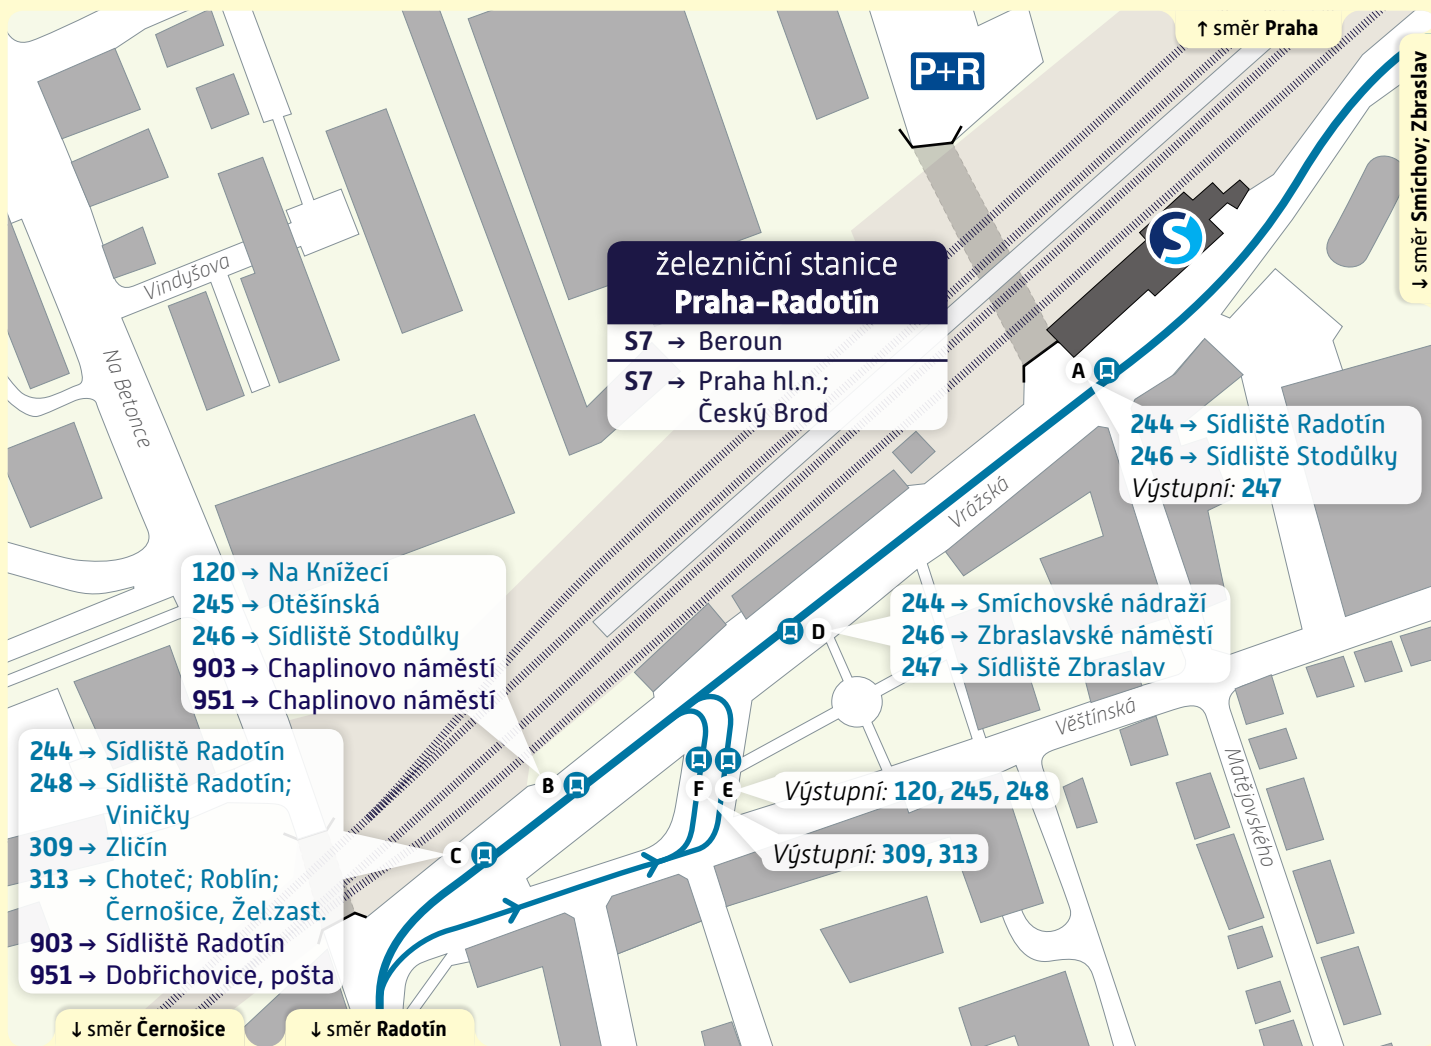 ↑ směr Praha
↓ směr Smíchov; Zbraslav
P+R
S
železniční stanice
Praha-Radotín
S7 → Beroun
S7 → Praha hl.n.;
Český Brod
Vindyšova
Na Betonce
A
244 → Sídliště Radotín
246 → Sídliště Stodůlky
Výstupní: 247
Vrážská
120 → Na Knížecí
245 → Otěšínská
246 → Sídliště Stodůlky
903 → Chaplinovo náměstí
951 → Chaplinovo náměstí
D
244 → Smíchovské nádraží
246 → Zbraslavské náměstí
247 → Sídliště Zbraslav
Věštínská
Matějovského
244 → Sídliště Radotín
248 → Sídliště Radotín;
Viničky
309 → Zličín
313 → Choteč; Roblín;
Černošice, Žel.zast.
903 → Sídliště Radotín
951 → Dobřichovice, pošta
B
C
F
E
Výstupní: 120, 245, 248
Výstupní: 309, 313
↓ směr Černošice
↓ směr Radotín